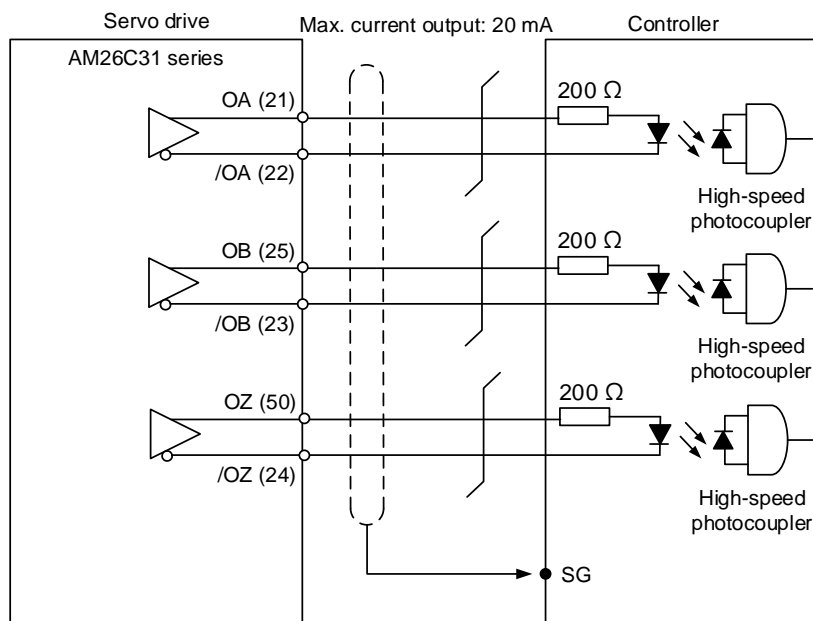 Servo drive
Max. current output: 20 mA
Controller
AM26C31 series
OA (21)
200 Ω
/OA (22)
High-speed
photocoupler
OB (25)
200 Ω
/OB (23)
High-speed
photocoupler
OZ (50)
200 Ω
/OZ (24)
High-speed
photocoupler
SG